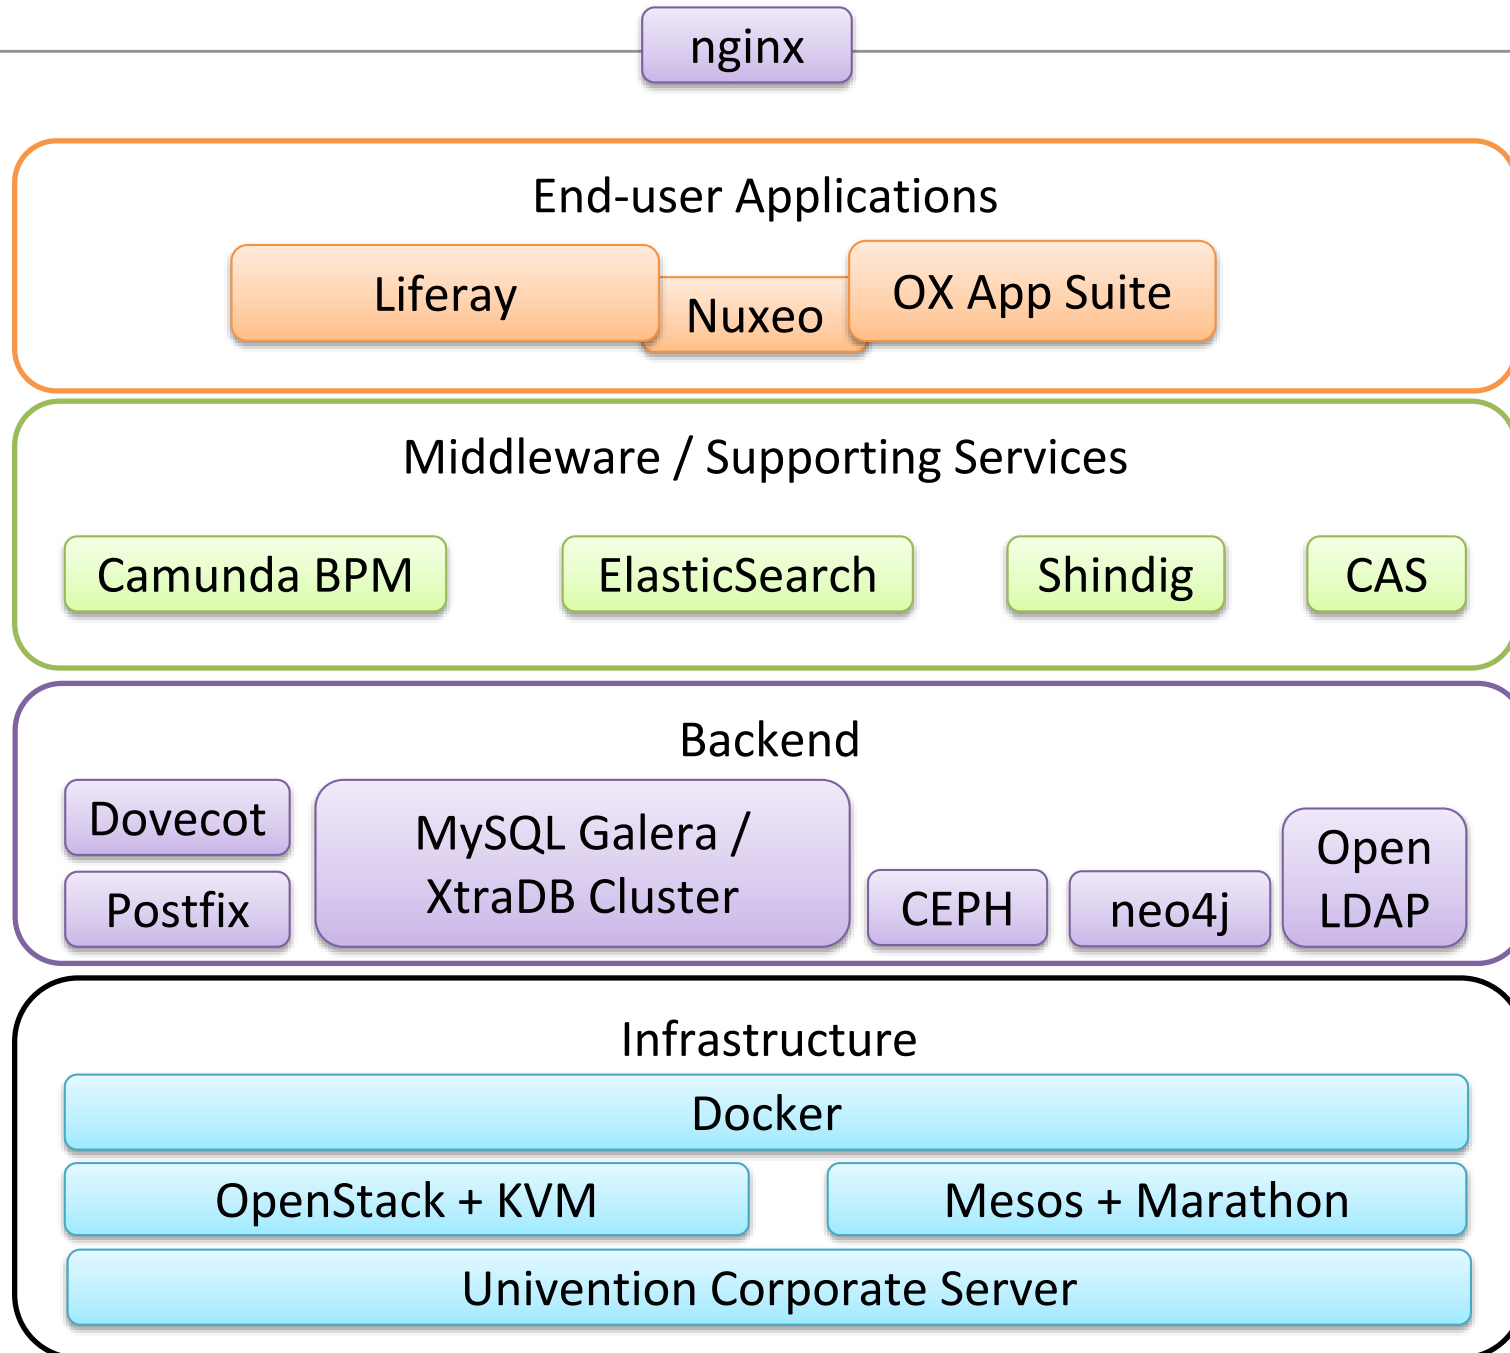 nginx
End-user Applications
Liferay
Nuxeo
OX App Suite
Middleware / Supporting Services
Camunda BPM
ElasticSearch
Shindig
CAS
Backend
Dovecot
Postfix
MySQL Galera /
XtraDB Cluster
CEPH
neo4j
Open
LDAP
Infrastructure
Docker
OpenStack + KVM
Mesos + Marathon
Univention Corporate Server